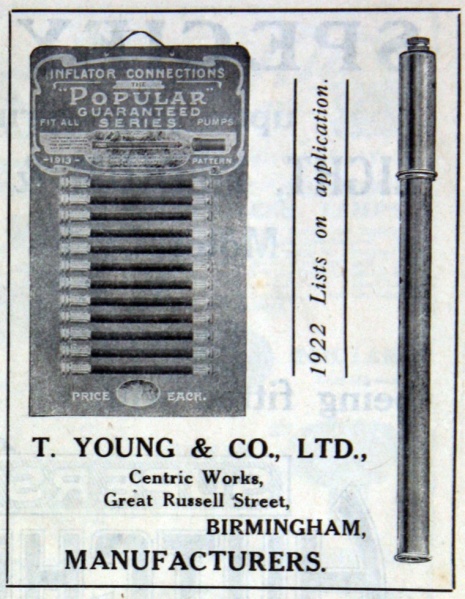 INFLATOR CONNECTIONS
THE
"POPULAR"
GUARANTEED
FIT ALL SERIES PUMPS
-1913- PATTERN
PRICE EACH.
1922 Lists on application.
T. YOUNG & CO., LTD.,
Centric Works,
Great Russell Street,
BIRMINGHAM,
MANUFACTURERS.